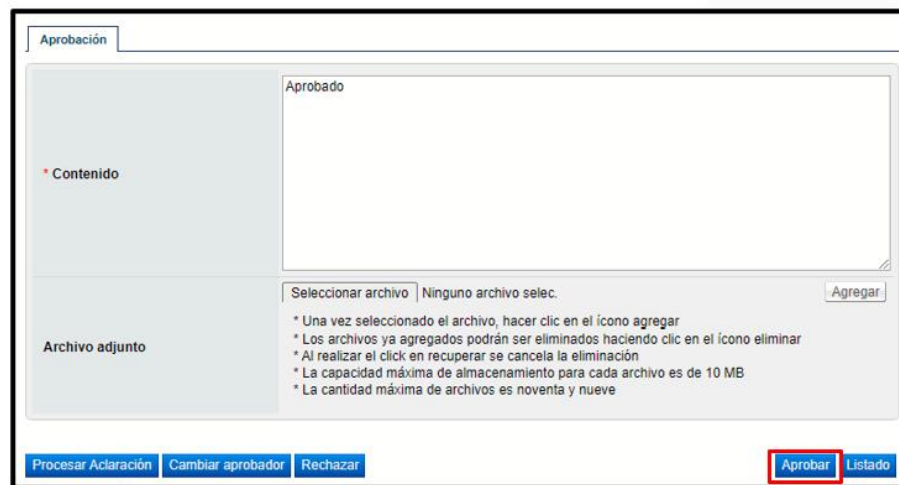 Aprobación
Aprobado
* Contenido
Seleccionar archivo Ninguno archivo selec. Agregar
Archivo adjunto
* Una vez seleccionado el archivo, hacer clic en el ícono agregar
* Los archivos ya agregados podrán ser eliminados haciendo clic en el ícono eliminar
* Al realizar el click en recuperar se cancela la eliminación
* La capacidad máxima de almacenamiento para cada archivo es de 10 MB
* La cantidad máxima de archivos es noventa y nueve
Procesar Aclaración Cambiar aprobador Rechazar Aprobar Listado